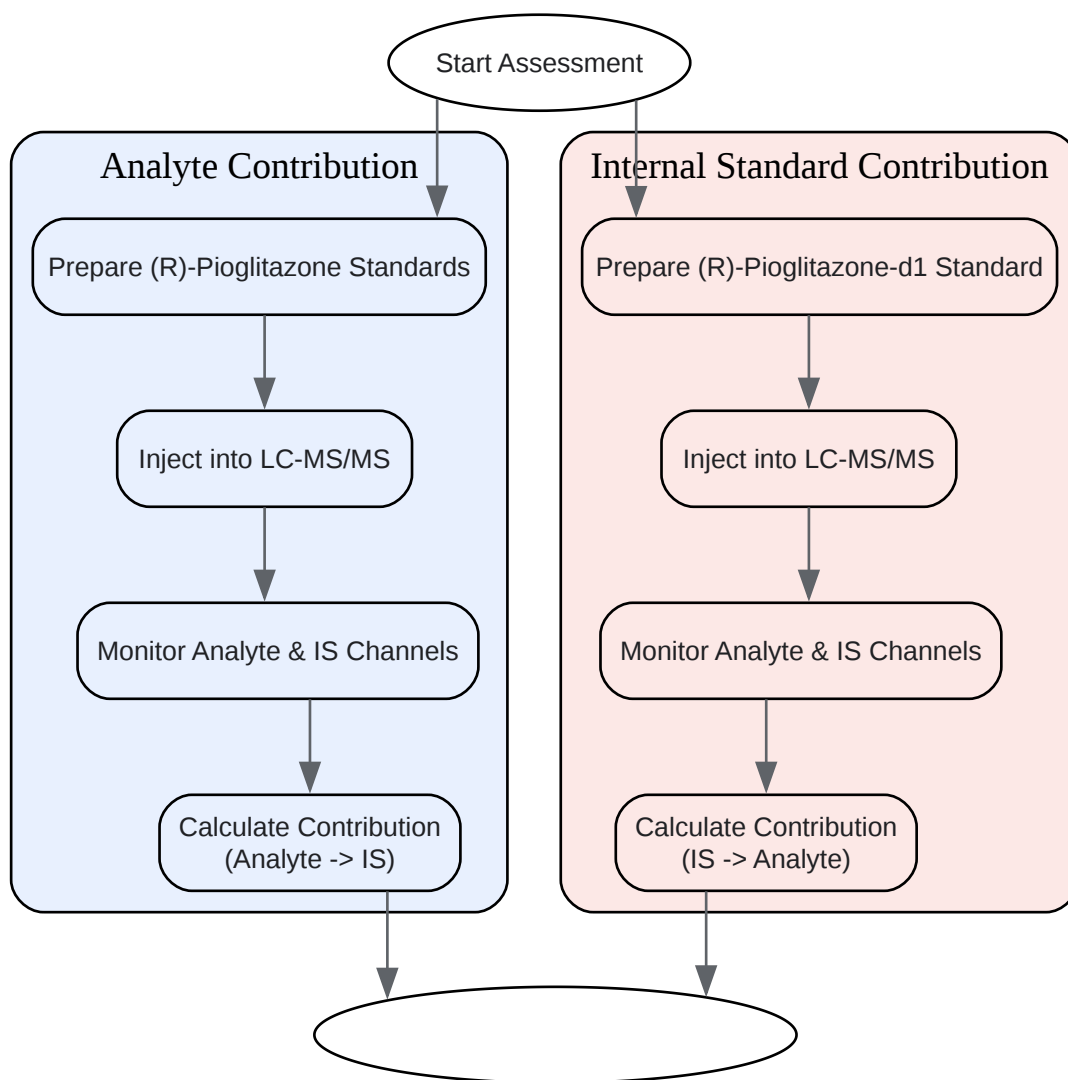 Start Assessment
Analyte Contribution
Prepare (R)-Pioglitazone Standards
Inject into LC-MS/MS
Monitor Analyte & IS Channels
Calculate Contribution
(Analyte -> IS)
Internal Standard Contribution
Prepare (R)-Pioglitazone-d1 Standard
Inject into LC-MS/MS
Monitor Analyte & IS Channels
Calculate Contribution
(IS -> Analyte)